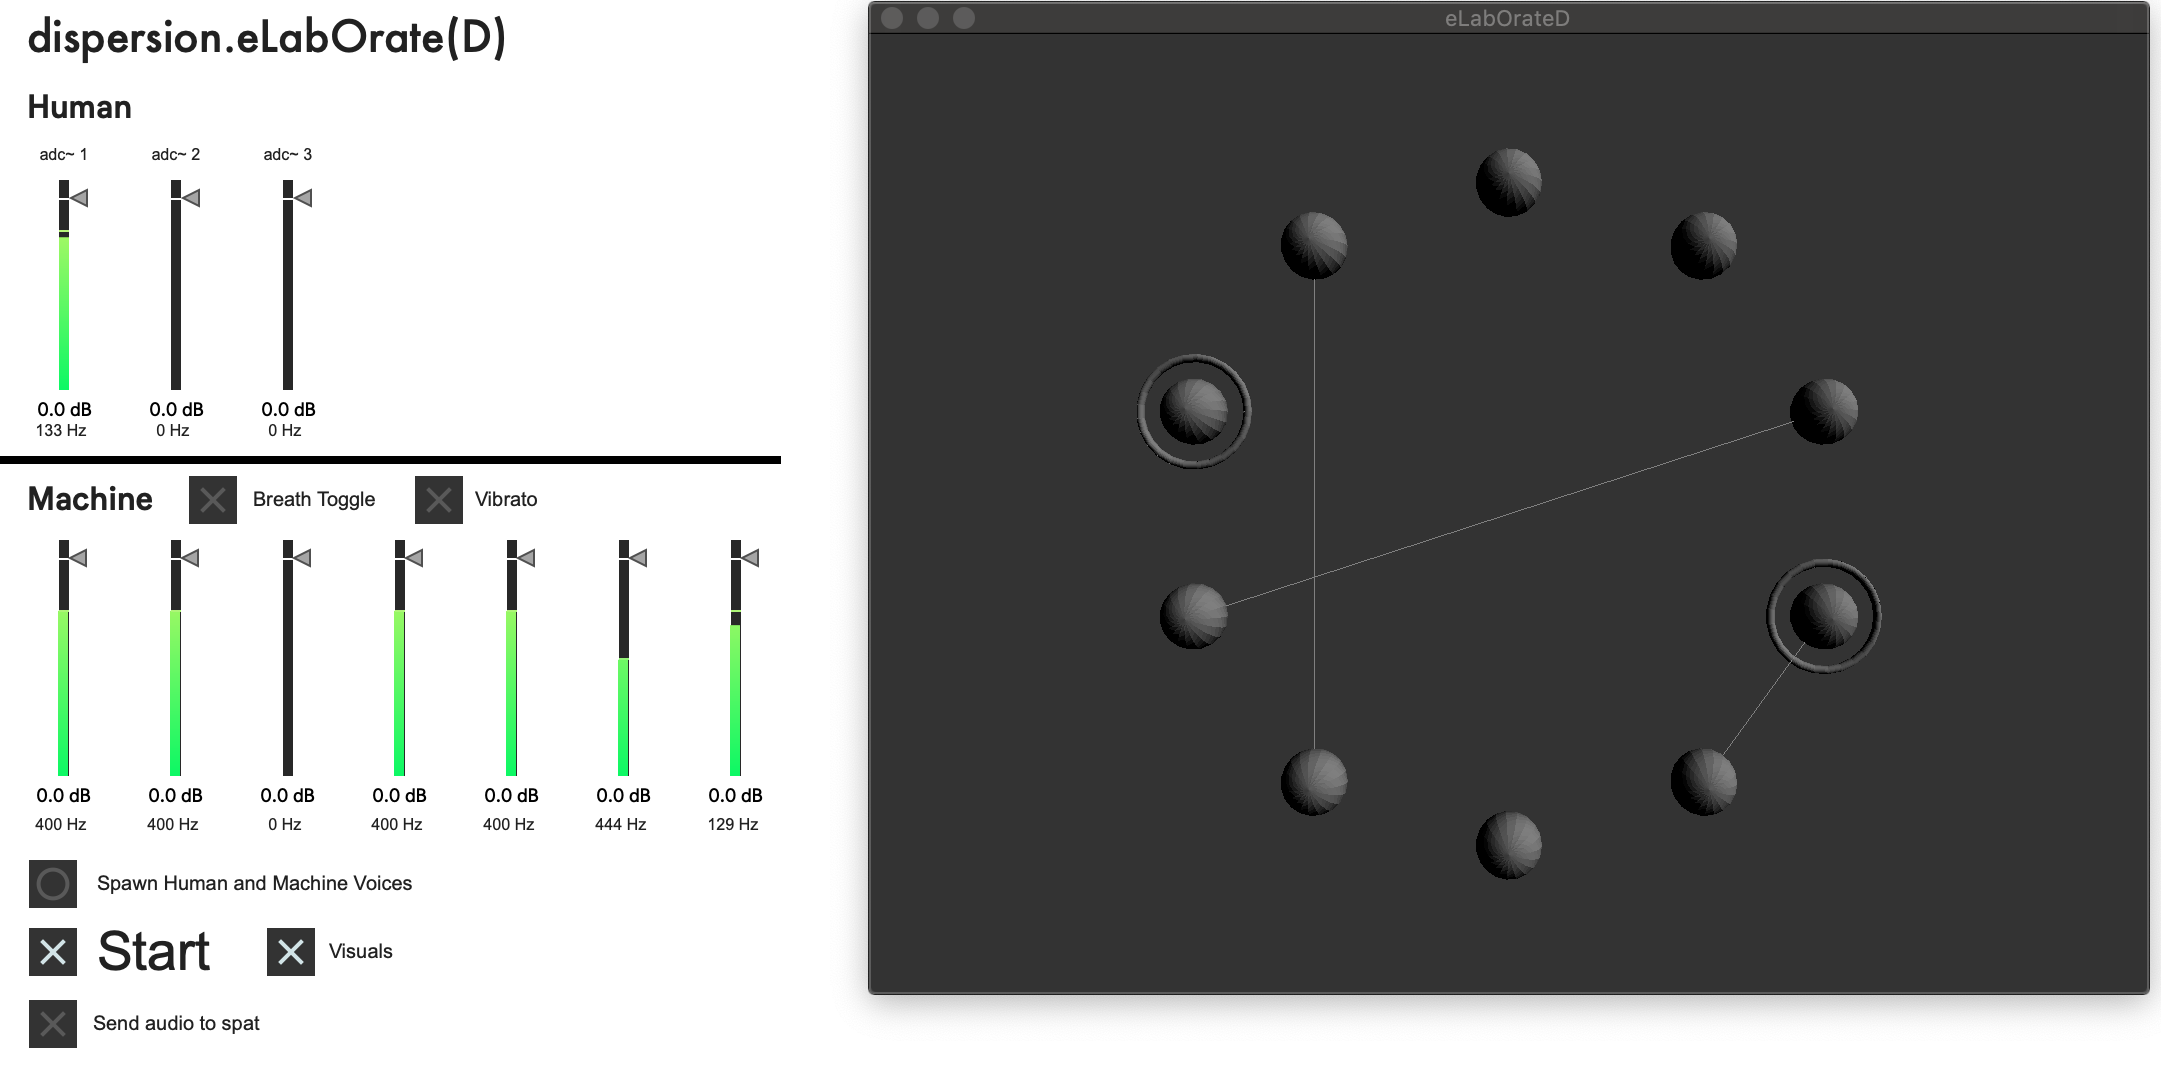 dispersion.eLabOrate(D)
Human
adc~ 1 adc~ 2 adc~ 3
0.0 dB 0.0 dB 0.0 dB
133 Hz 0 Hz 0 Hz
Machine Breath Toggle Vibrato
0.0 dB 0.0 dB 0.0 dB 0.0 dB 0.0 dB 0.0 dB 0.0 dB
400 Hz 400 Hz 0 Hz 400 Hz 400 Hz 444 Hz 129 Hz
Spawn Human and Machine Voices
Start Visuals
Send audio to spat
eLabOrateD